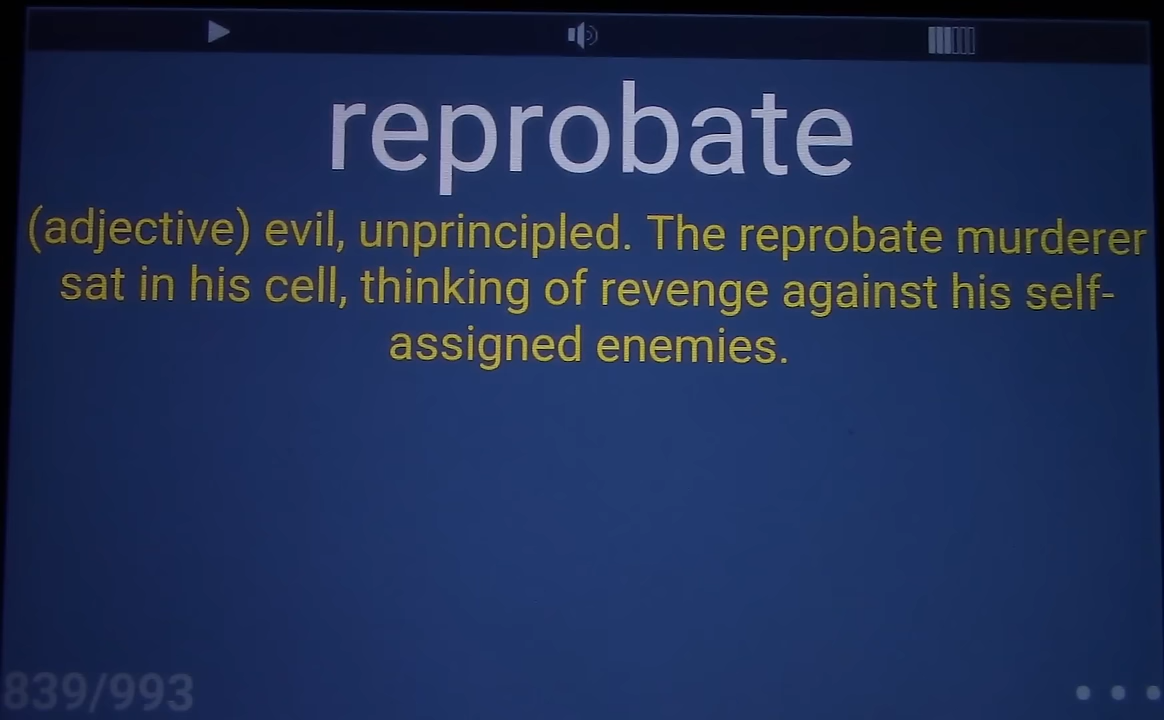 reprobate
(adjective) evil, unprincipled. The reprobate murderer
sat in his cell, thinking of revenge against his self-
assigned enemies.
839/993